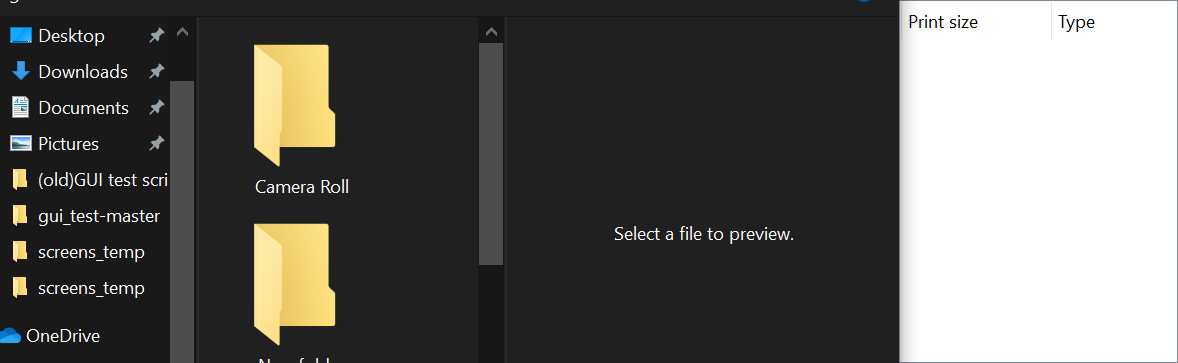 Desktop
Downloads
Documents
Pictures
(old)GUI test scri
gui_test-master
screens_temp
screens_temp
OneDrive
Camera Roll
Select a file to preview.
Print size Type